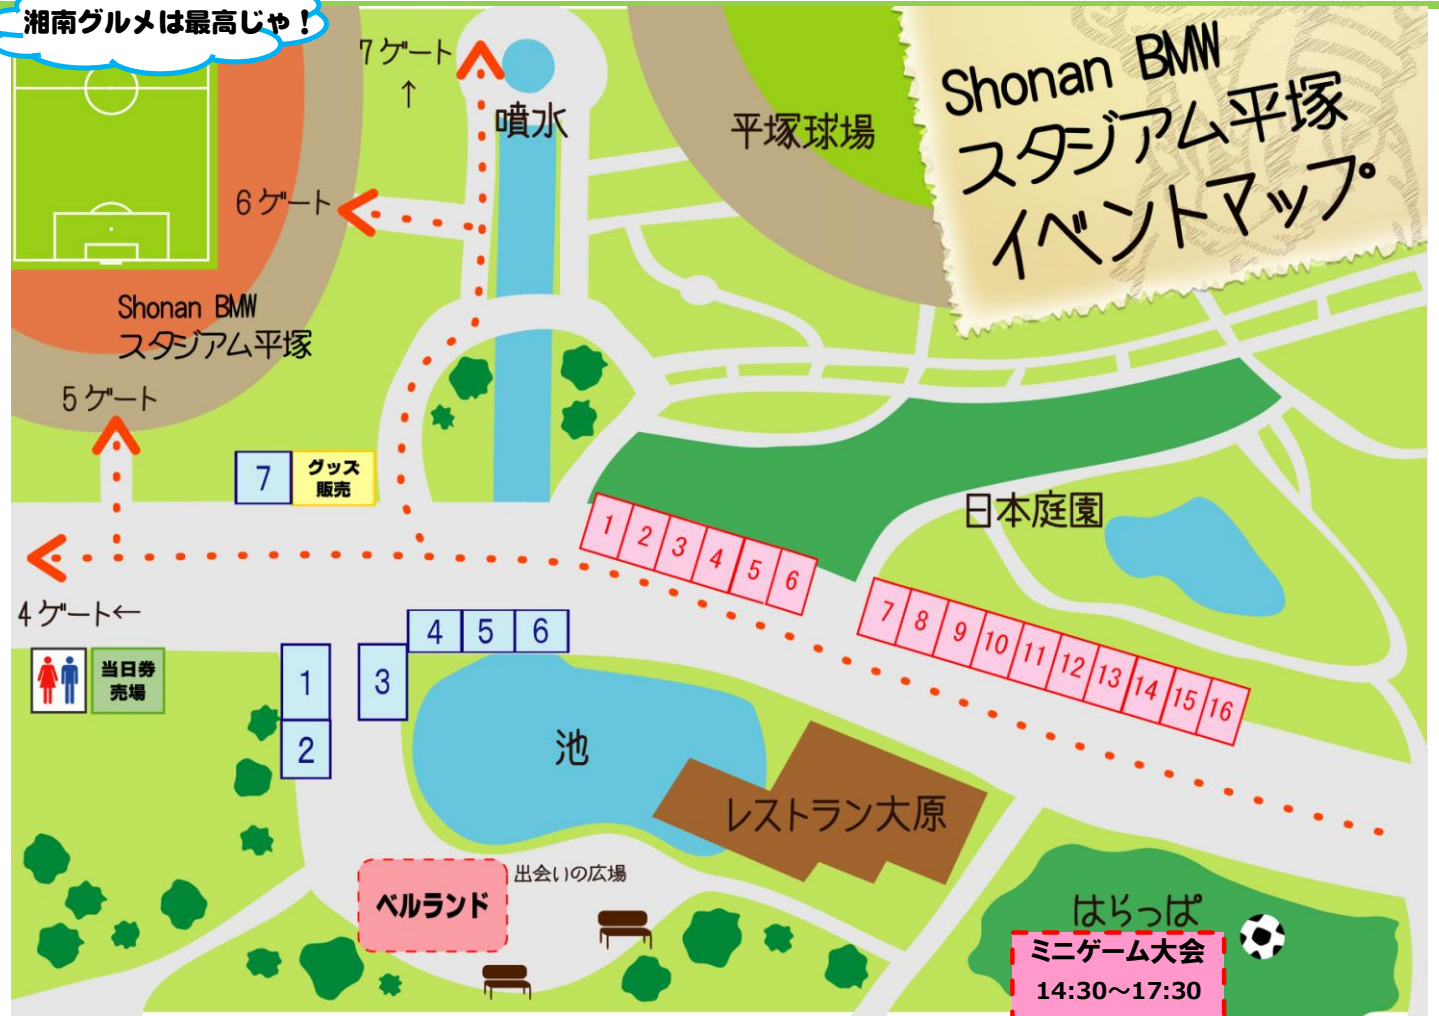 湘南グルメは最高じゃ！
Shonan BMW
スタジアム平塚
イベントマップ
7ゲート
↑
噴水
平塚球場
6ゲート
Shonan BMW
スタジアム平塚
5ゲート
7
グッズ
販売
日本庭園
1 2 3 4 5 6
7 8 9 10 11 12 13 14 15 16
4ゲート←
4 5 6
当日券
売場
1
3
2
池
レストラン大原
出会いの広場
ベルランド
はらっぱ
ミニゲーム大会
14:30～17:30